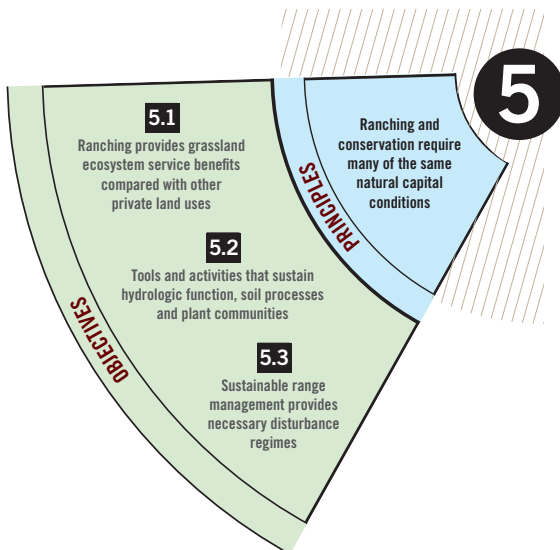 5
Ranching and
conservation require
many of the same
natural capital
conditions
PRINCIPLES
5.1
Ranching provides grassland
ecosystem service benefits
compared with other
private land uses
5.2
Tools and activities that sustain
hydrologic function, soil processes
and plant communities
5.3
Sustainable range
management provides
necessary disturbance
regimes
OBJECTIVES